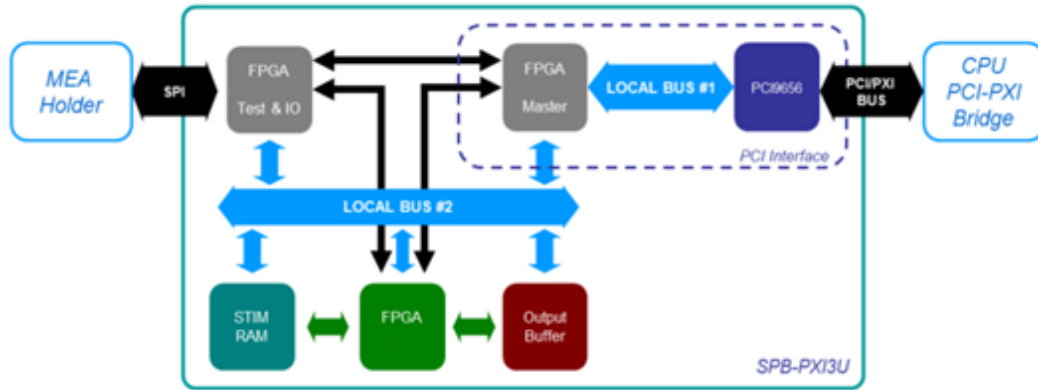 MEA
Holder
SPI
FPGA
Test & IO
FPGA
Master
LOCAL BUS #1
PCI9656
PCI/PXI
BUS
CPU
PCI-PXI
Bridge
PCI Interface
LOCAL BUS #2
STIM
RAM
FPGA
Output
Buffer
SPB-PXI3U